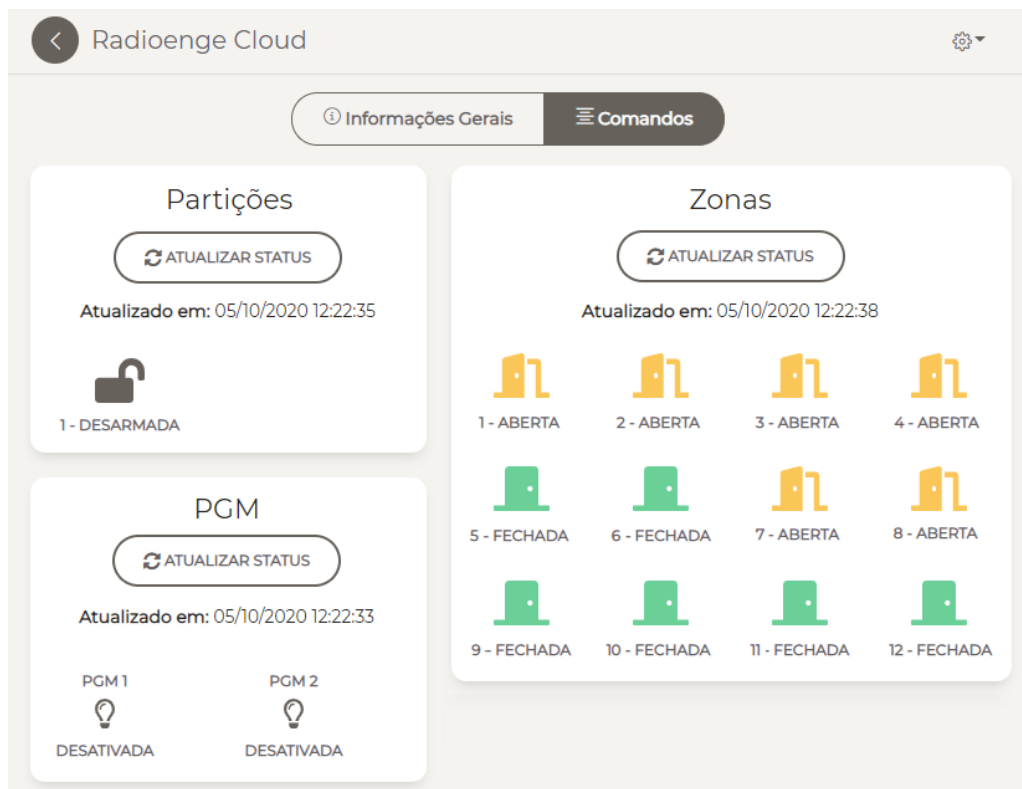 Radioenge Cloud
Informações Gerais
Comandos
Partições
ATUALIZAR STATUS
Atualizado em: 05/10/2020 12:22:35
1 - DESARMADA
PGM
ATUALIZAR STATUS
Atualizado em: 05/10/2020 12:22:33
PGM 1 PGM 2
DESATIVADA DESATIVADA
Zonas
ATUALIZAR STATUS
Atualizado em: 05/10/2020 12:22:38
1 - ABERTA 2 - ABERTA 3 - ABERTA 4 - ABERTA
5 - FECHADA 6 - FECHADA 7 - ABERTA 8 - ABERTA
9 - FECHADA 10 - FECHADA 11 - FECHADA 12 - FECHADA